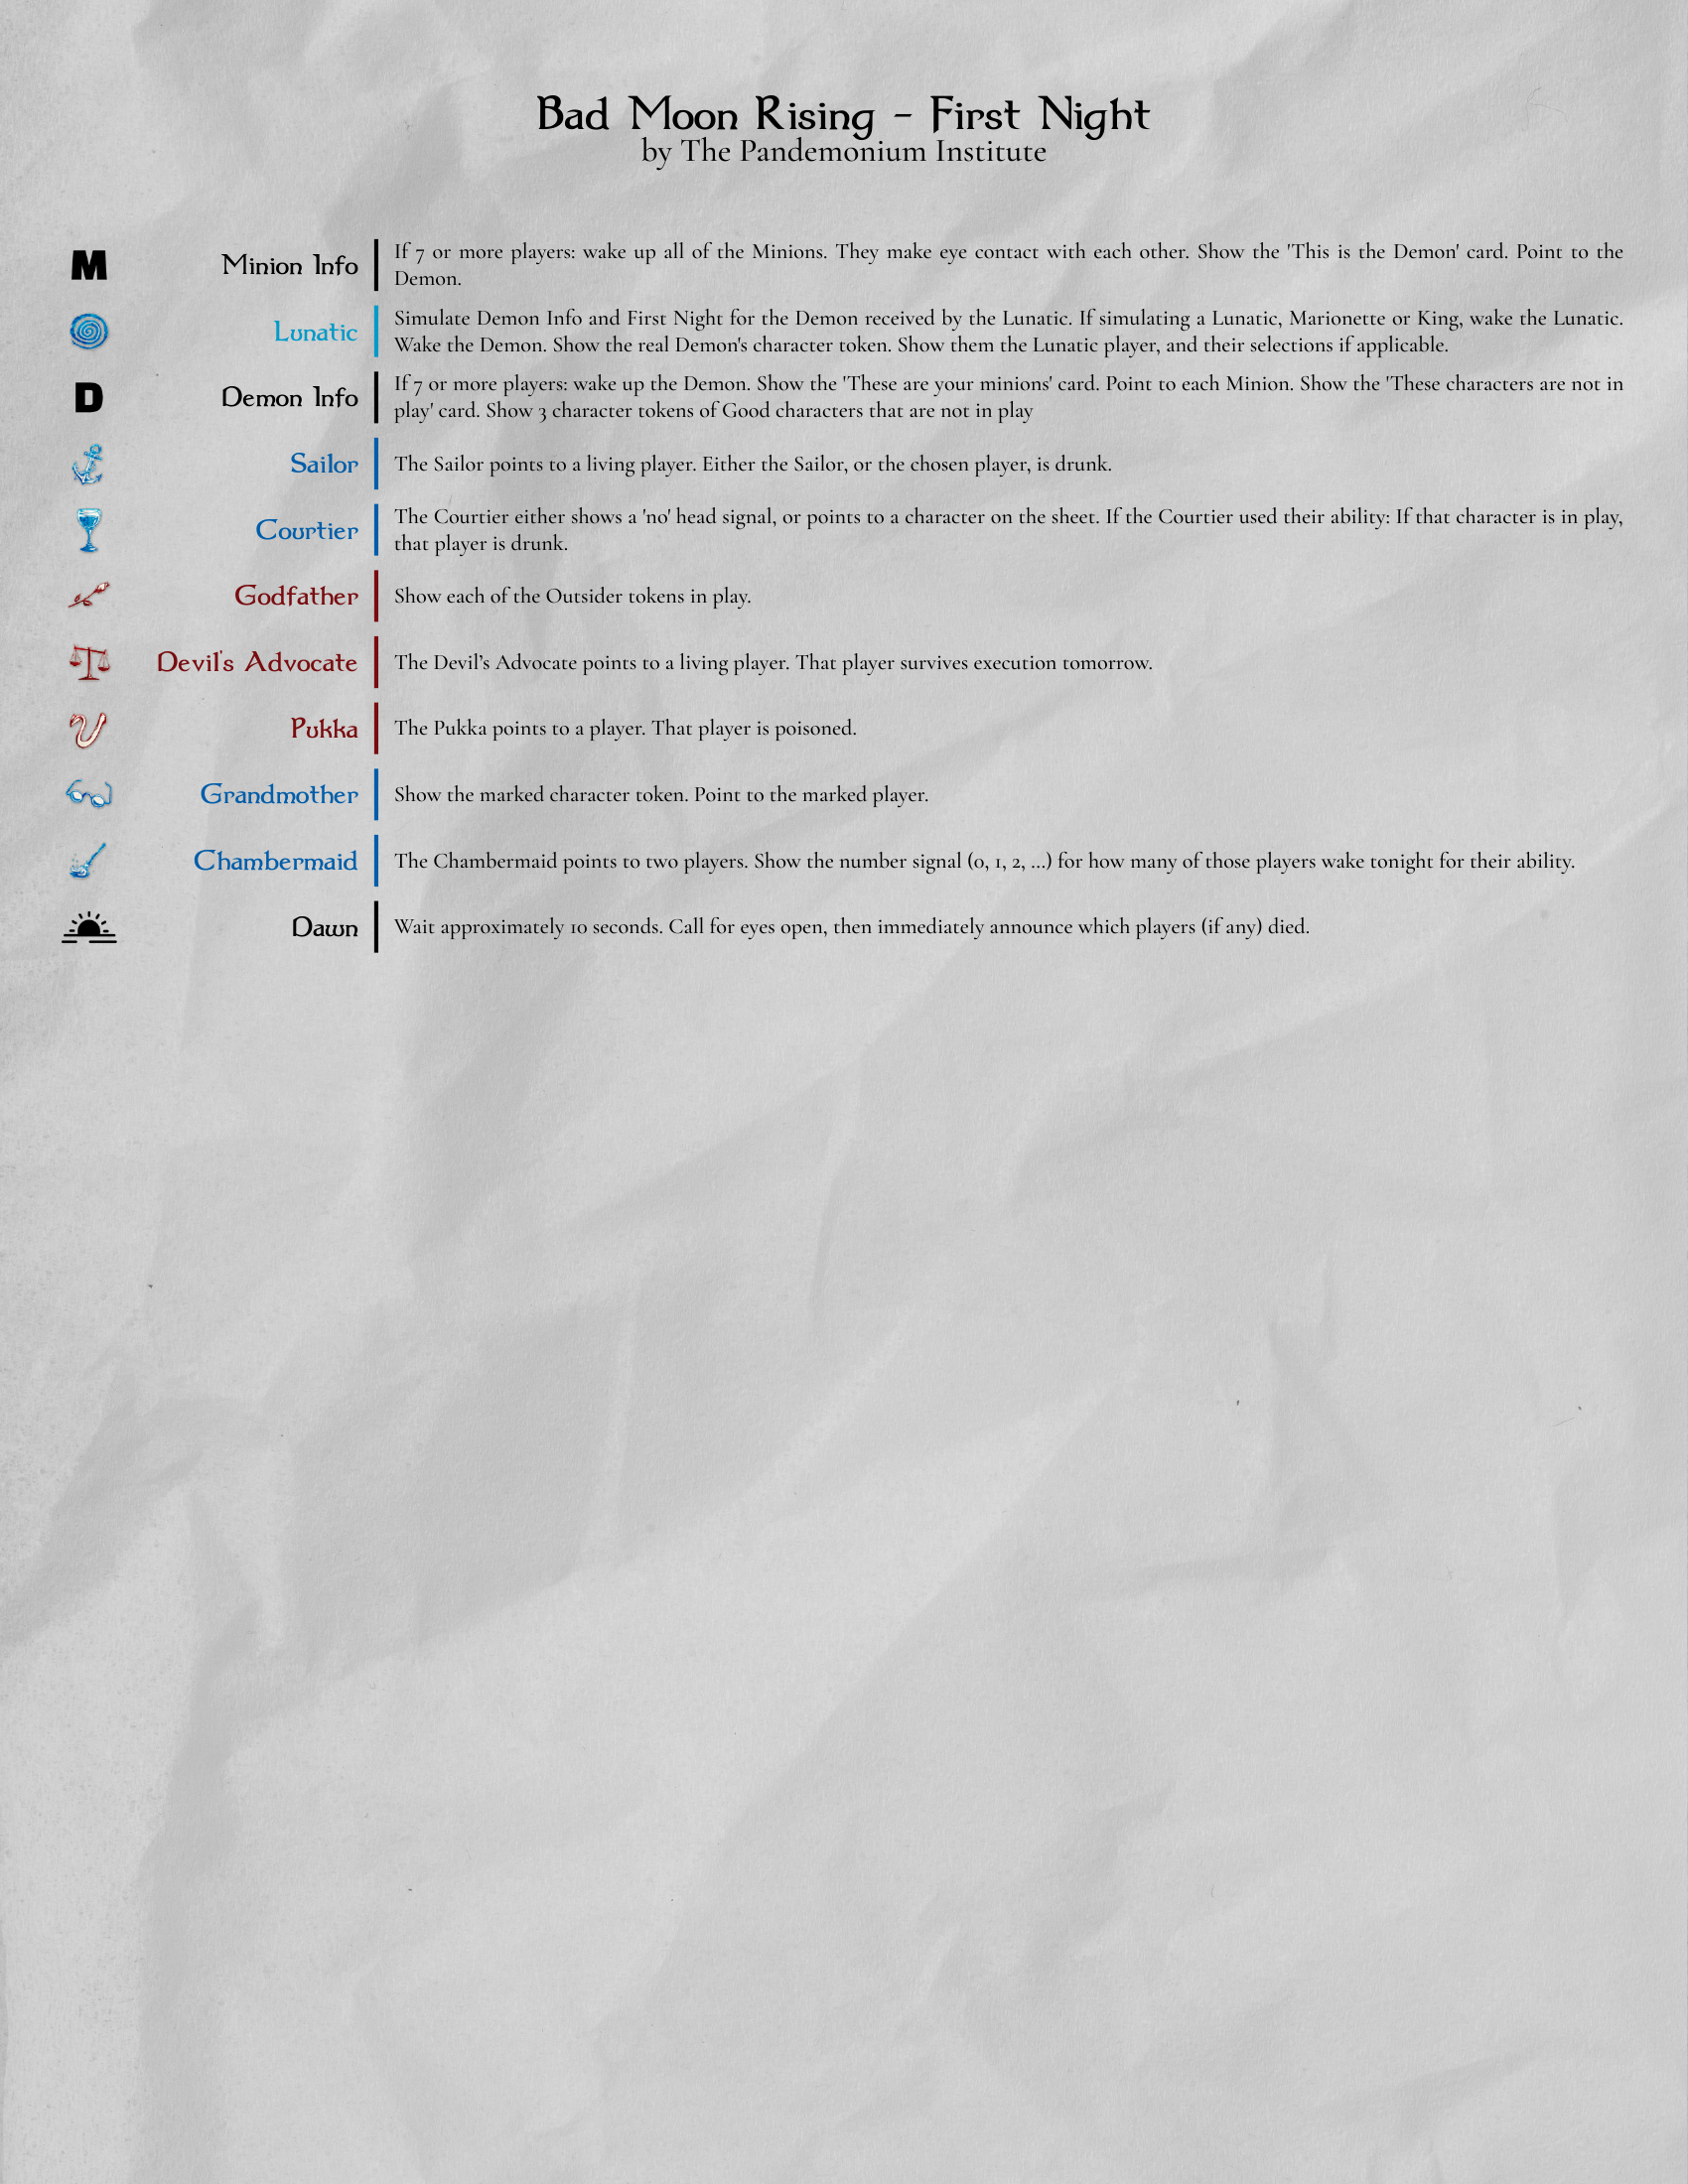 Bad Moon Rising - First Night
by The Pandemonium Institute
M
Minion Info
If 7 or more players: wake up all of the Minions. They make eye contact with each other. Show the 'This is the Demon' card. Point to the
Demon.
Lunatic
Simulate Demon Info and First Night for the Demon received by the Lunatic. If simulating a Lunatic, Marionette or King, wake the Lunatic.
Wake the Demon. Show the real Demon's character token. Show them the Lunatic player, and their selections if applicable.
D
Demon Info
If 7 or more players: wake up the Demon. Show the 'These are your minions' card. Point to each Minion. Show the 'These characters are not in
play' card. Show 3 character tokens of Good characters that are not in play
Sailor
The Sailor points to a living player. Either the Sailor, or the chosen player, is drunk.
Courtier
The Courtier either shows a 'no' head signal, or points to a character on the sheet. If the Courtier used their ability: If that character is in play,
that player is drunk.
Godfather
Show each of the Outsider tokens in play.
Devil's Advocate
The Devil’s Advocate points to a living player. That player survives execution tomorrow.
Pukka
The Pukka points to a player. That player is poisoned.
Grandmother
Show the marked character token. Point to the marked player.
Chambermaid
The Chambermaid points to two players. Show the number signal (0, 1, 2, ...) for how many of those players wake tonight for their ability.
Dawn
Wait approximately 10 seconds. Call for eyes open, then immediately announce which players (if any) died.